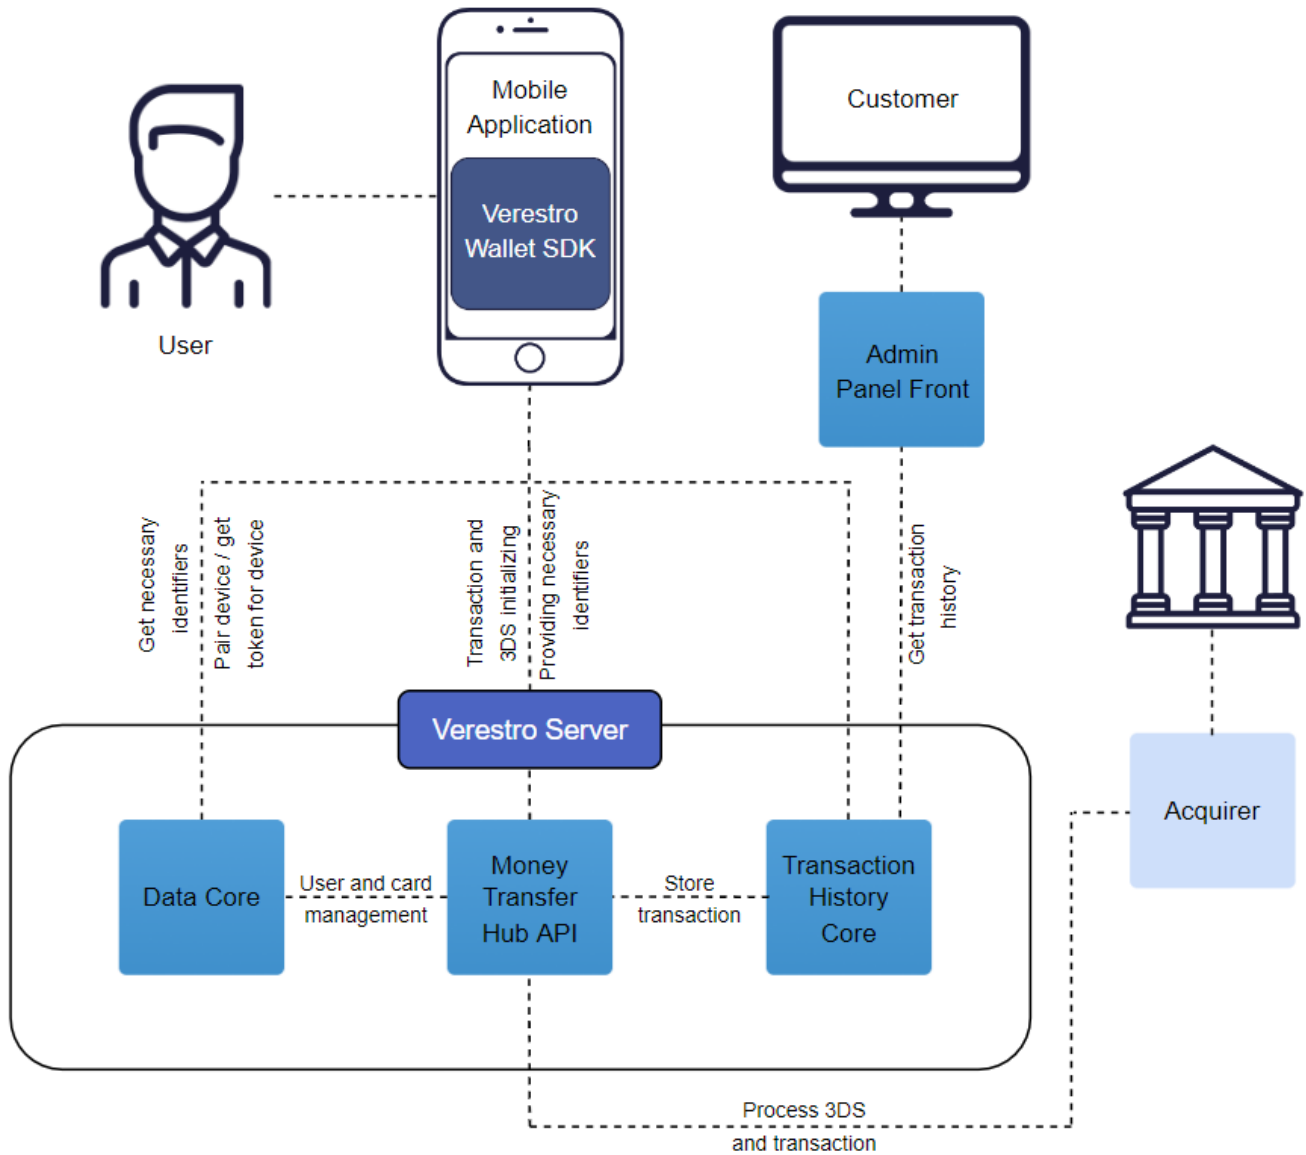 Mobile
Application
Verestro
Wallet SDK
Customer
User
Admin
Panel Front
Get necessary
identifiers
Pair device / get
token for device
Transaction and
3DS initializing
Providing necessary
identifiers
Get transaction
history
Verestro Server
Data Core
User and card
management
Money
Transfer
Hub API
Store
transaction
Transaction
History
Core
Acquirer
Process 3DS
and transaction